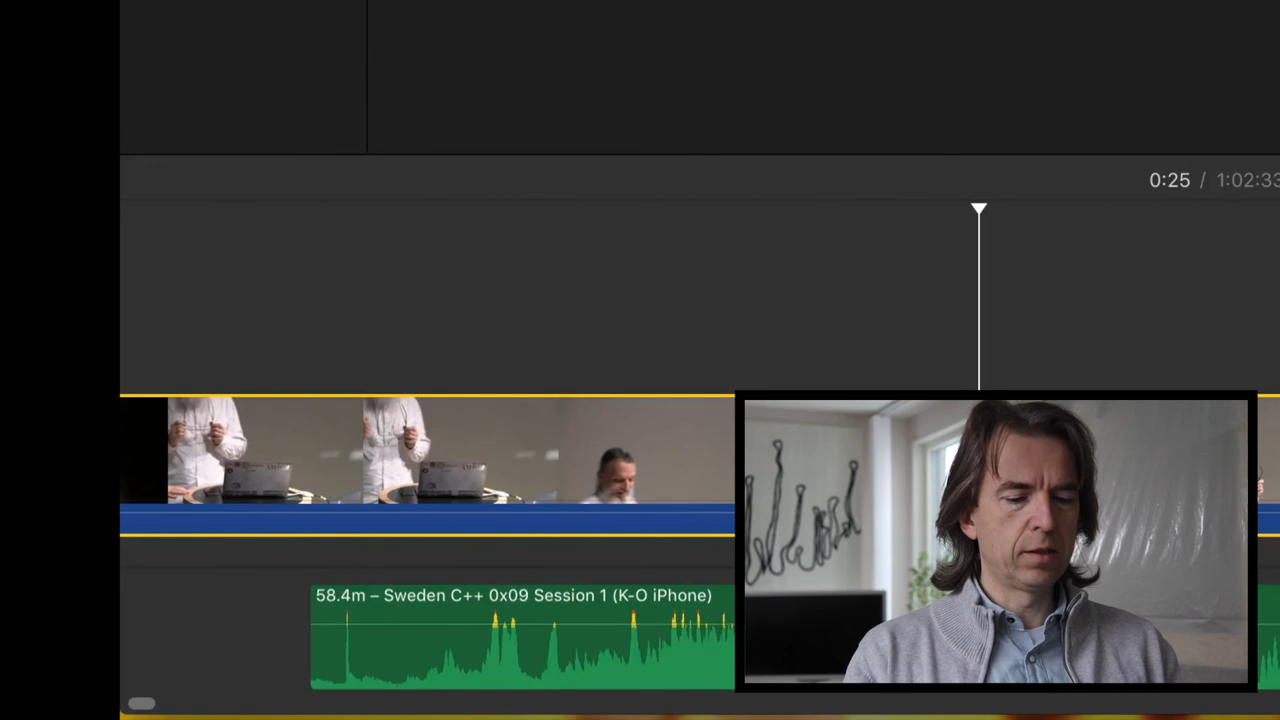 0:25 / 1:02:33
58.4m – Sweden C++ 0x09 Session 1 (K-O iPhone)